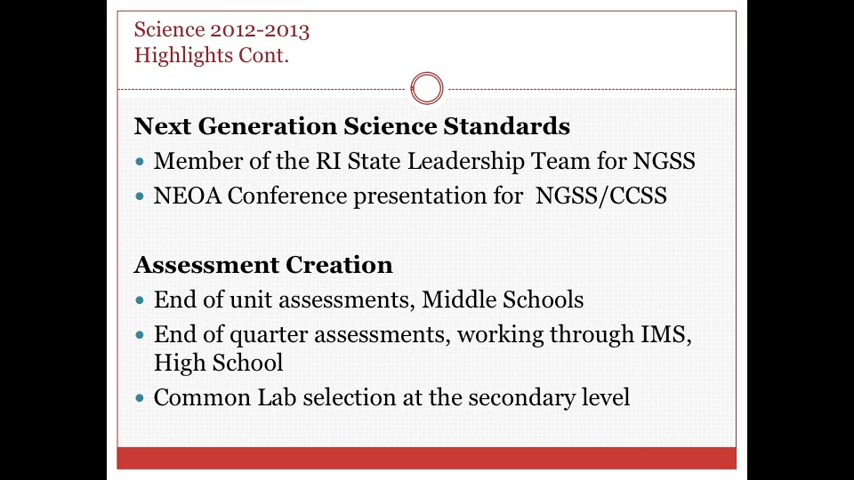 Science 2012-2013
Highlights Cont.
Next Generation Science Standards
• Member of the RI State Leadership Team for NGSS
• NEOA Conference presentation for NGSS/CCSS
Assessment Creation
• End of unit assessments, Middle Schools
• End of quarter assessments, working through IMS,
High School
• Common Lab selection at the secondary level